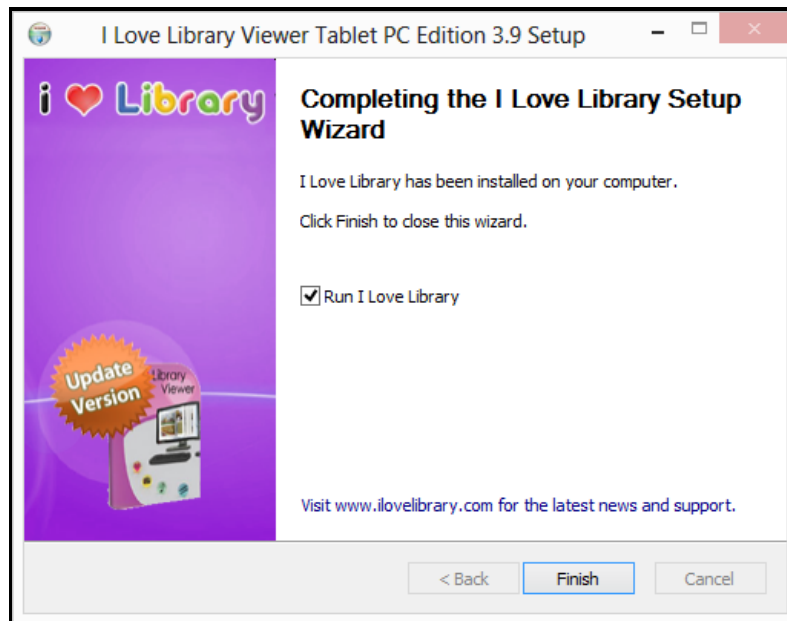 I Love Library Viewer Tablet PC Edition 3.9 Setup
i Library
Completing the I Love Library Setup
Wizard
I Love Library has been installed on your computer.
Click Finish to close this wizard.
Run I Love Library
Update
Version
Library
Viewer
Visit www.ilovelibrary.com for the latest news and support.
< Back
Finish
Cancel